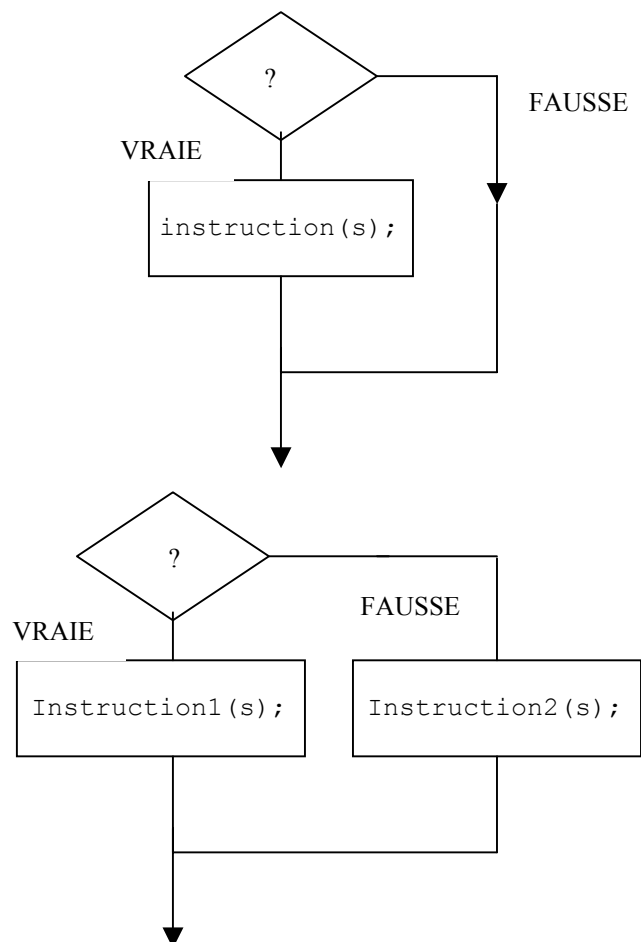 ?
FAUSSE
VRAIE
instruction(s);
?
FAUSSE
VRAIE
Instruction1(s);
Instruction2(s);